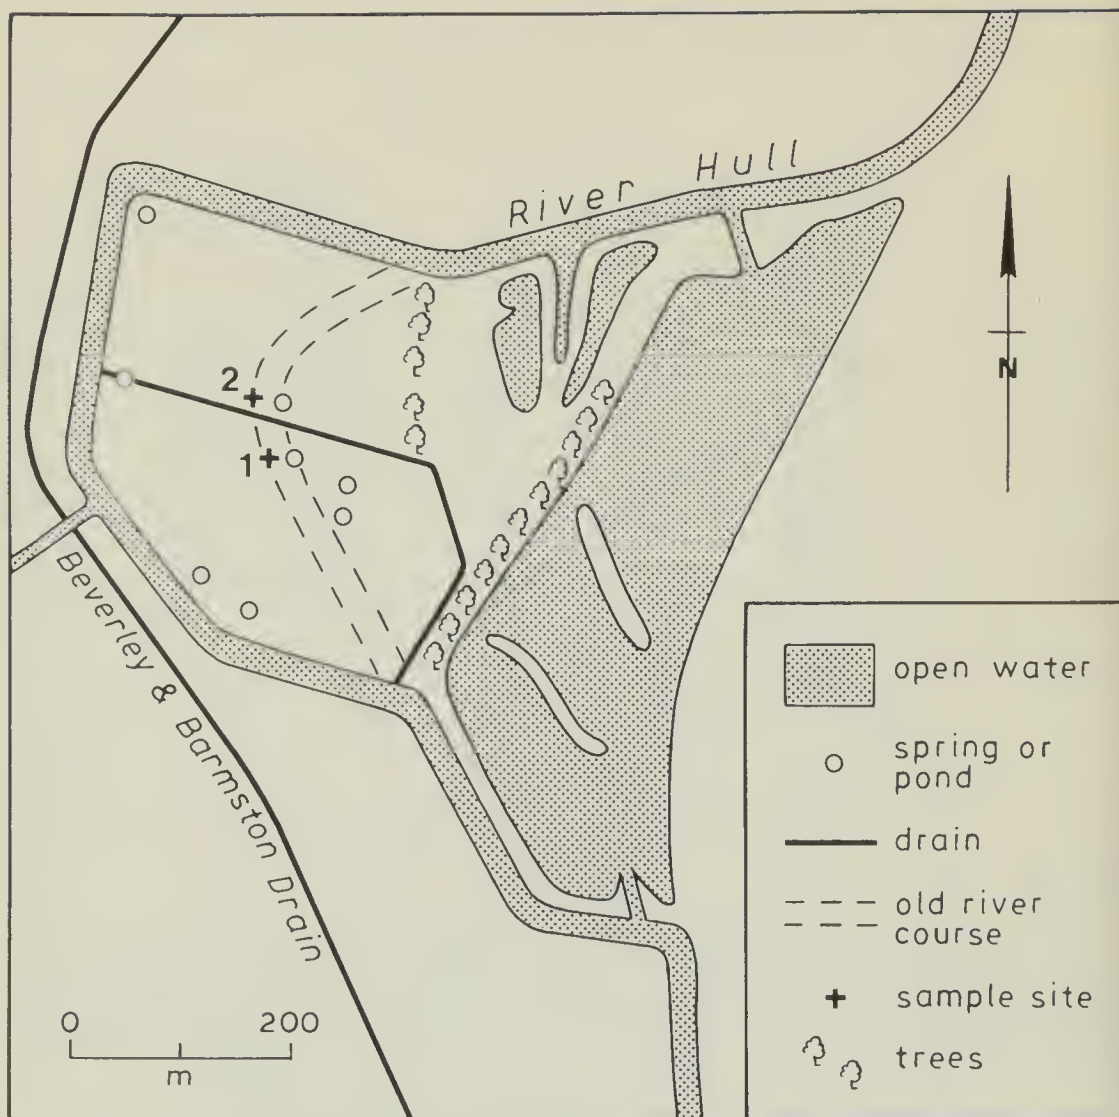 River Hull
N
2
1
Beverley & Barmston Drain
0 200
m
open water
spring or
pond
drain
old river
course
sample site
trees